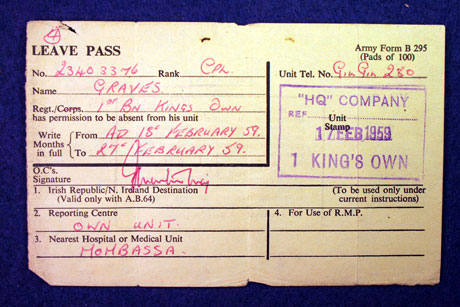 4
LEAVE PASS
Army Form B 295
(Pads of 100)
No. 23403376 Rank CPL.
Unit Tel. No. Gil Gil 280
Name GRAVES.
Regt./Corps. 1st BN KINGS OWN
has permission to be absent from his unit
Write Months in full
From AD 18th FEBRUARY 59.
To 27th FEBRUARY 59.
"HQ" COMPANY
REF
Unit Stamp
17 FEB 1959
1 KING'S OWN
O.C's. Signature
1. Irish Republic/N. Ireland Destination
(Valid only with A.B.64)
(To be used only under
current instructions)
2. Reporting Centre
OWN UNIT.
4. For Use of R.M.P.
3. Nearest Hospital or Medical Unit
MOMBASSA.